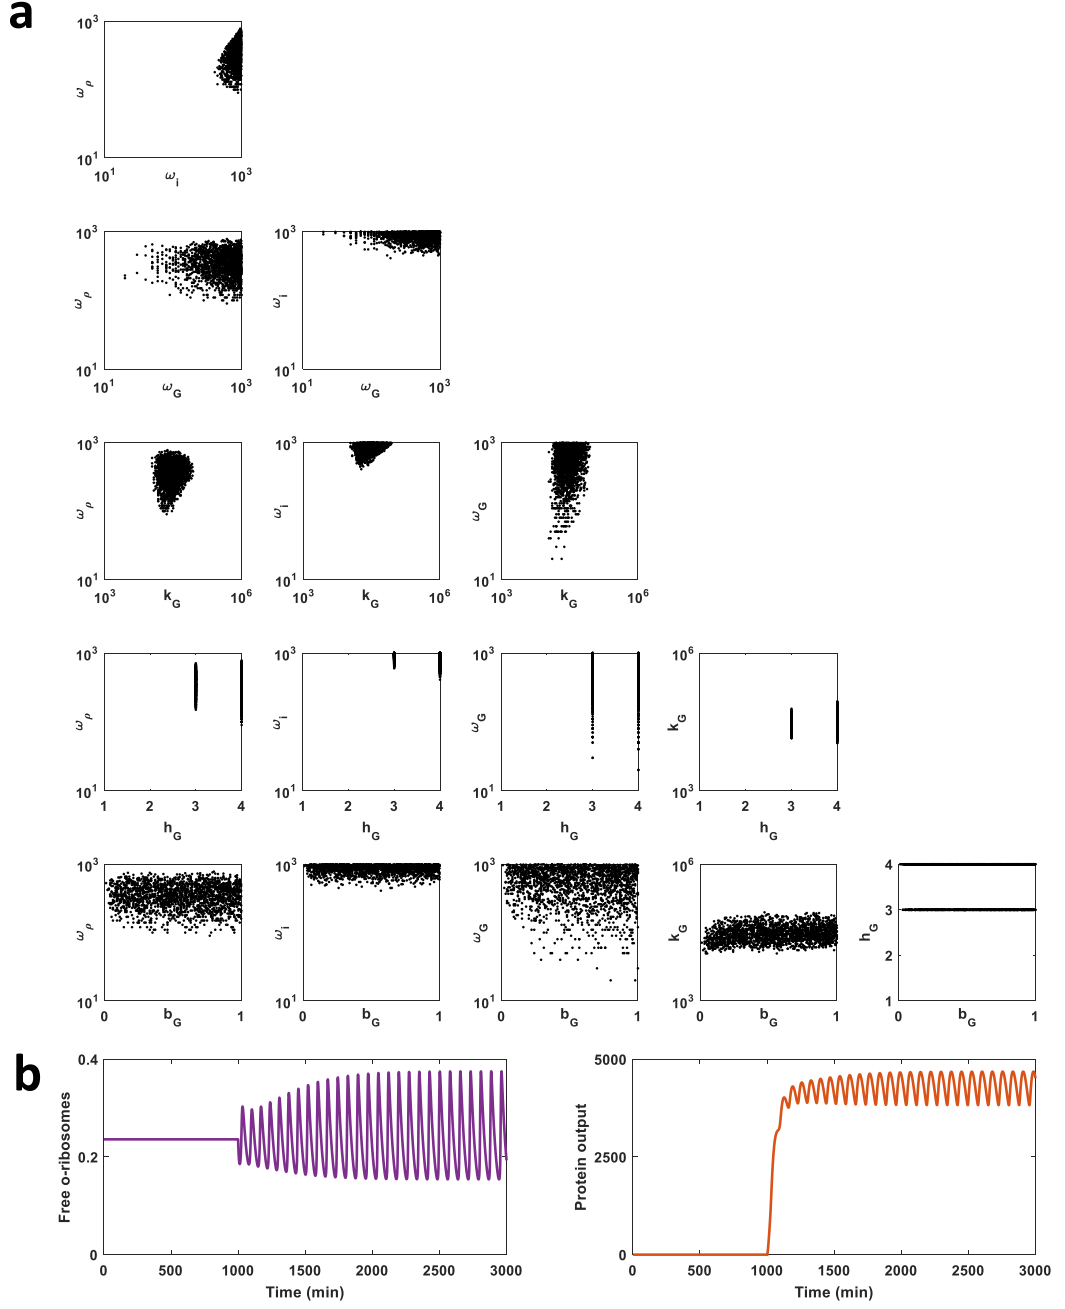 a
10³
ω_ρ
10¹
10¹ 10³
ω_i
10³ 10³
ω_ρ ω_i
10¹ 10¹
10¹ 10³ 10¹ 10³
ω_G ω_G
10³ 10³ 10³
ω_ρ ω_i ω_G
10¹ 10¹ 10¹
10³ 10⁶ 10³ 10⁶ 10³ 10⁶
k_G k_G k_G
10³ 10³ 10³ 10⁶
ω_ρ ω_i ω_G k_G
10¹ 10¹ 10¹ 10³
1 2 3 4 1 2 3 4 1 2 3 4 1 2 3 4
h_G h_G h_G h_G
10³ 10³ 10³ 10⁶ 4
3
ω_ρ ω_i ω_G k_G h_G
2
10¹ 10¹ 10¹ 10³ 1
0 1 0 1 0 1 0 1 0 1
b_G b_G b_G b_G b_G
b
0.4
0.2
0
Free o-ribosomes
0 500 1000 1500 2000 2500 3000
Time (min)
5000
2500
0
Protein output
0 500 1000 1500 2000 2500 3000
Time (min)